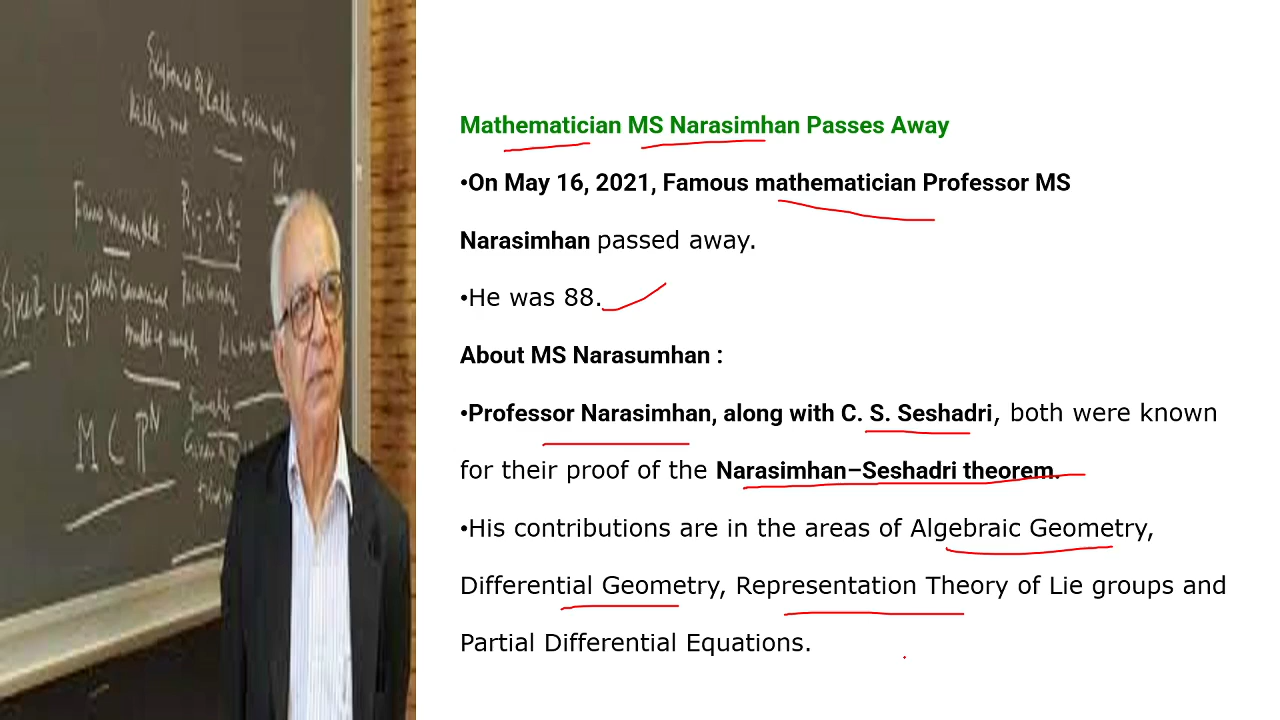 Mathematician MS Narasimhan Passes Away
•On May 16, 2021, Famous mathematician Professor MS
Narasimhan passed away.
•He was 88.
About MS Narasumhan :
•Professor Narasimhan, along with C. S. Seshadri, both were known
for their proof of the Narasimhan–Seshadri theorem.
•His contributions are in the areas of Algebraic Geometry,
Differential Geometry, Representation Theory of Lie groups and
Partial Differential Equations.
M
M ⊂ P^N